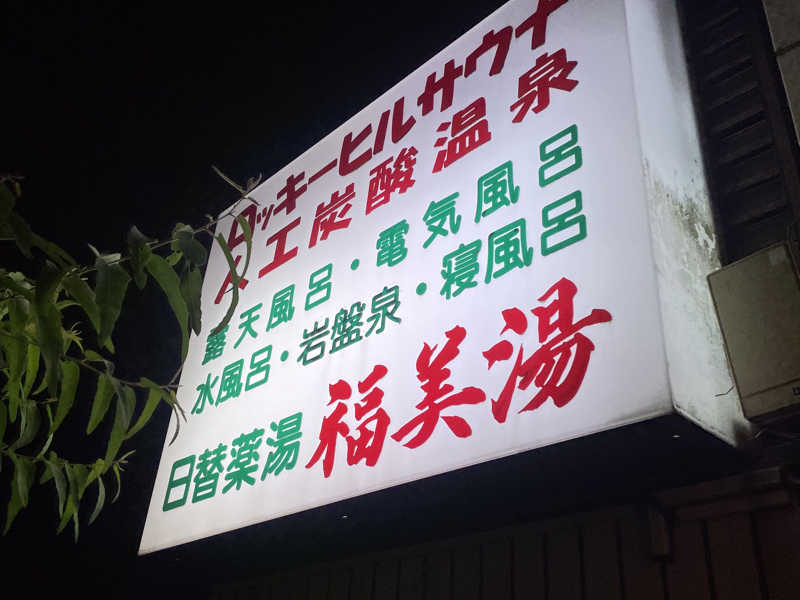 ロッキーヒルサウナ
人工炭酸温泉
露天風呂・電気風呂
水風呂・岩盤泉・寝風呂
日替薬湯 福美湯